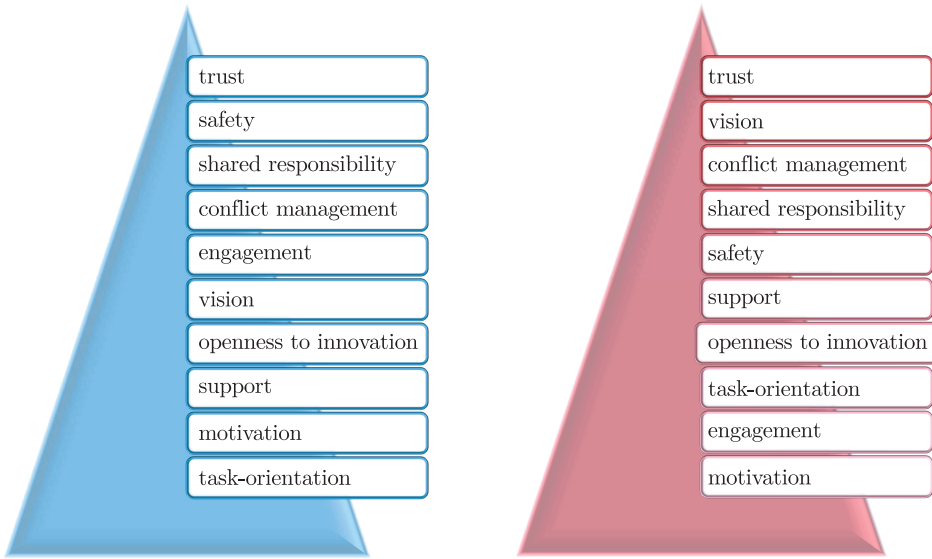 trust
safety
shared responsibility
conflict management
engagement
vision
openness to innovation
support
motivation
task-orientation
trust
vision
conflict management
shared responsibility
safety
support
openness to innovation
task-orientation
engagement
motivation